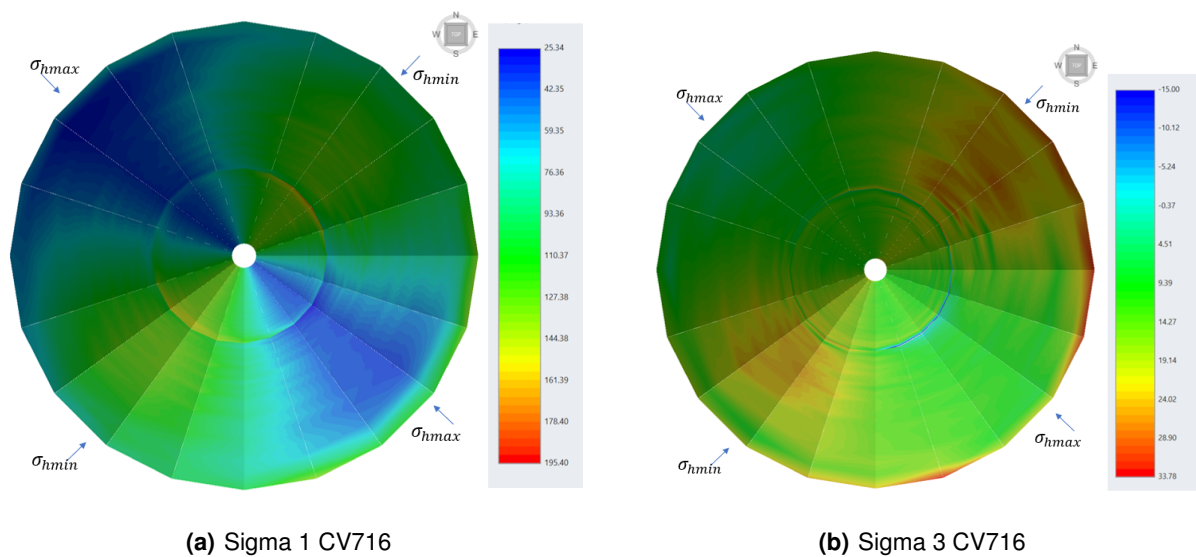 N
W TOP E
S
σhmax
σhmin
25.34
42.35
59.35
76.36
93.36
110.37
127.38
144.38
161.39
178.40
195.40
σhmin
σhmax
(a) Sigma 1 CV716
N
W TOP E
S
σhmax
σhmin
-15.00
-10.12
-5.24
-0.37
4.51
9.39
14.27
19.14
24.02
28.90
33.78
σhmin
σhmax
(b) Sigma 3 CV716